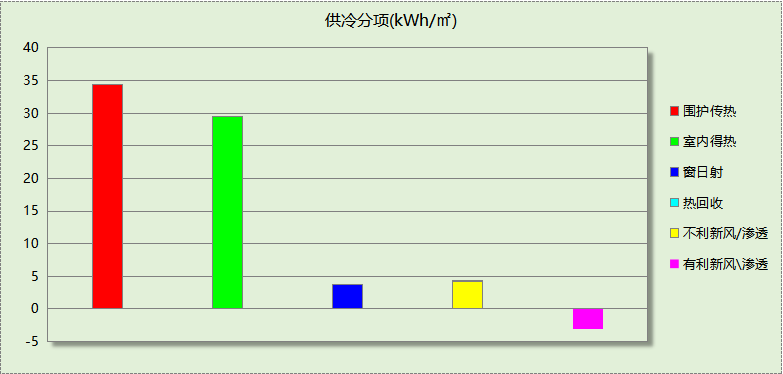 供冷分项(kWh/㎡)
40
35
30
25
20
15
10
5
0
-5
围护传热
室内得热
窗日射
热回收
不利新风/渗透
有利新风\渗透